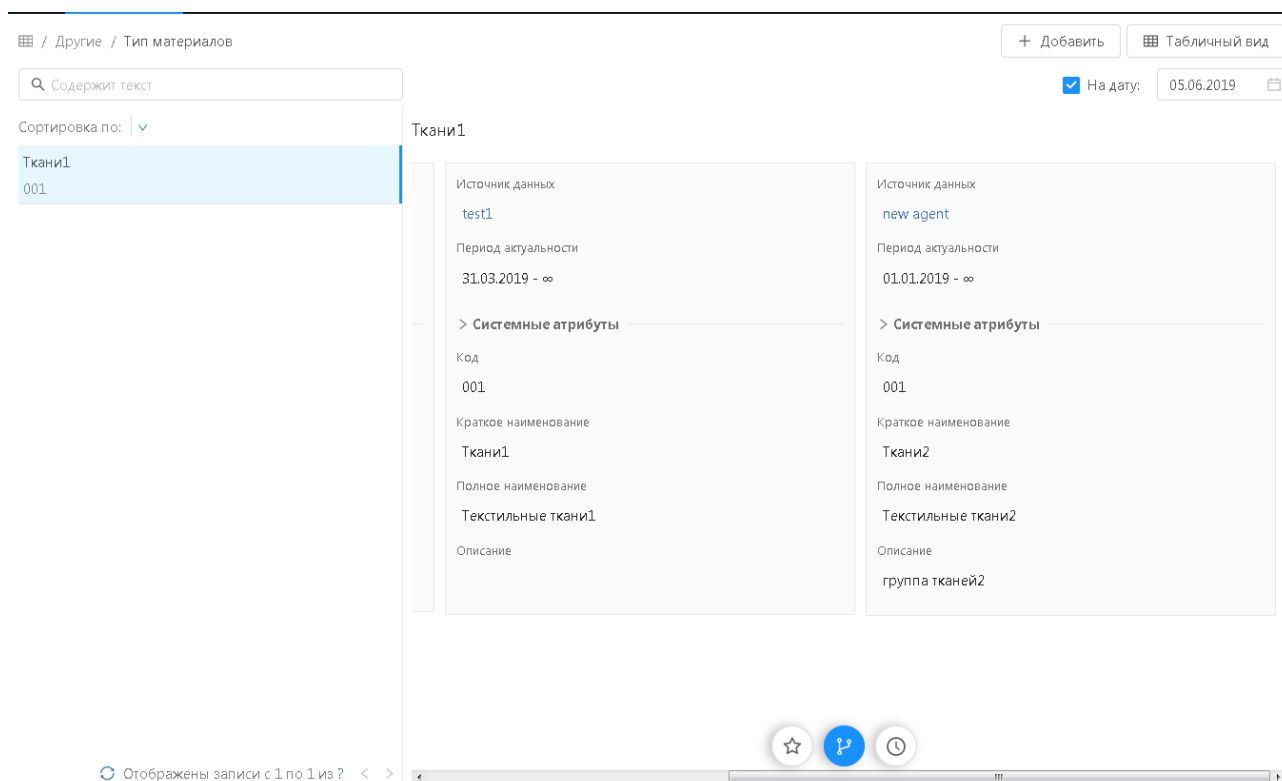 / Другие / Тип материалов
+ Добавить
Табличный вид
Содержит текст
На дату:
05.06.2019
Сортировка по:
Ткани1
001
Ткани1
Источник данных
test1
Период актуальности
31.03.2019 - ∞
> Системные атрибуты
Код
001
Краткое наименование
Ткани1
Полное наименование
Текстильные ткани1
Описание
Источник данных
new agent
Период актуальности
01.01.2019 - ∞
> Системные атрибуты
Код
001
Краткое наименование
Ткани2
Полное наименование
Текстильные ткани2
Описание
группа тканей2
Отображены записи с 1 по 1 из ? < >